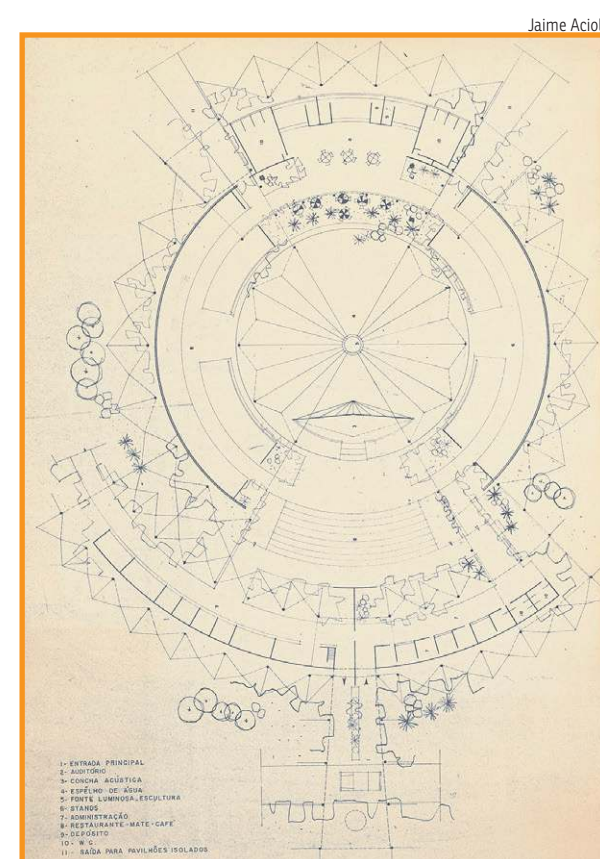 Jaime Aciol
1- ENTRADA PRINCIPAL
2- AUDITÓRIO
3- CONCHA ACÚSTICA
4- ESPÊLHO DE ÁGUA
5- FONTE LUMINOSA, ESCULTURA
6- STANDS
7- ADMINISTRAÇÃO
8- RESTAURANTE-MATE-CAFÉ
9- DEPÓSITO
10- W C.
11- SAÍDA PARA PAVILHÕES ISOLADOS